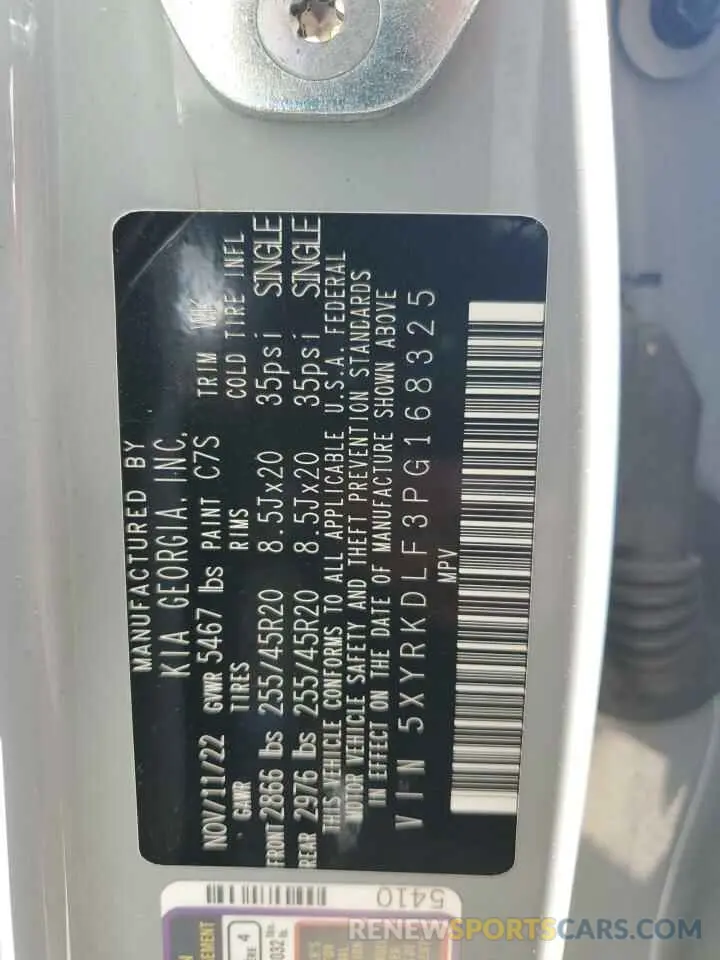 MANUFACTURED BY
KIA GEORGIA, INC.
NOV/11/22 GVWR 5467 lbs PAINT C7S TRIM VMK
GAWR TIRES RIMS COLD TIRE INFL
FRONT 2866 lbs 255/45R20 8.5Jx20 35psi SINGLE
REAR 2976 lbs 255/45R20 8.5Jx20 35psi SINGLE
THIS VEHICLE CONFORMS TO ALL APPLICABLE U.S.A. FEDERAL
MOTOR VEHICLE SAFETY AND THEFT PREVENTION STANDARDS
IN EFFECT ON THE DATE OF MANUFACTURE SHOWN ABOVE
VIN 5XYRKDLF3PG168325
MPV
5410
4
RENEWSPORTSCARS.COM